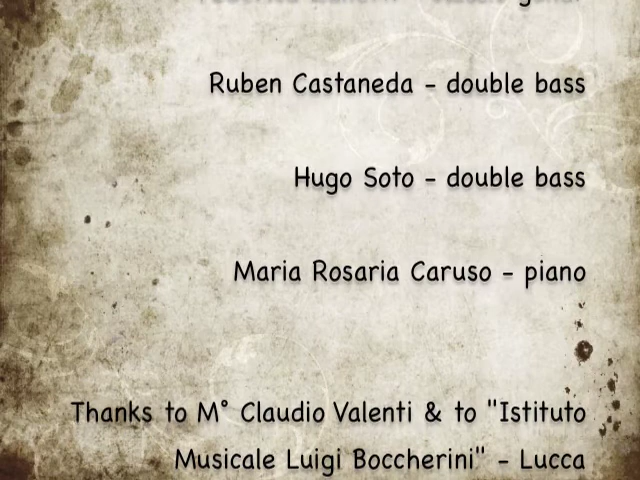 Ruben Castaneda - double bass
Hugo Soto - double bass
Maria Rosaria Caruso - piano
Thanks to M° Claudio Valenti & to "Istituto
Musicale Luigi Boccherini" - Lucca